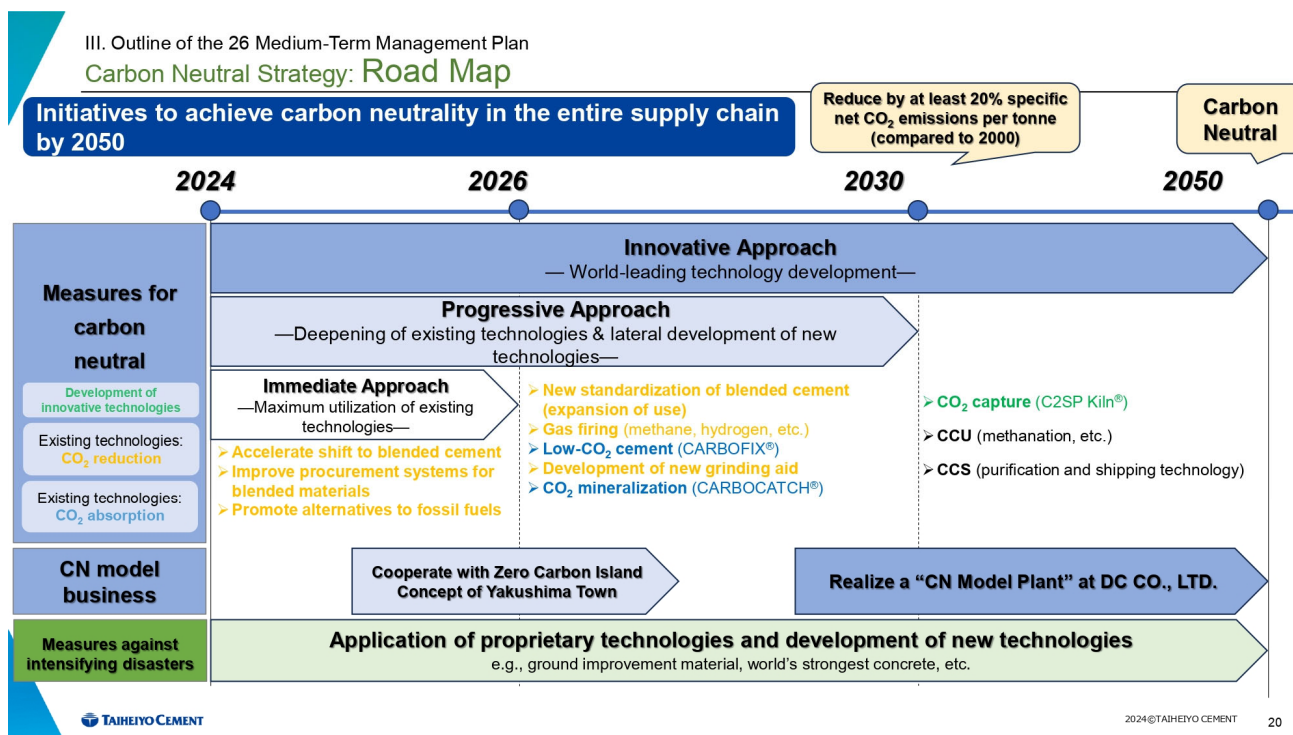 III. Outline of the 26 Medium-Term Management Plan
Carbon Neutral Strategy: Road Map
Initiatives to achieve carbon neutrality in the entire supply chain
by 2050
Reduce by at least 20% specific
net CO₂ emissions per tonne
(compared to 2000)
Carbon
Neutral
2024
2026
2030
2050
Measures for
carbon
neutral
Development of
innovative technologies
Existing technologies:
CO₂ reduction
Existing technologies:
CO₂ absorption
Innovative Approach
— World-leading technology development—
Progressive Approach
—Deepening of existing technologies & lateral development of new
technologies—
Immediate Approach
—Maximum utilization of existing
technologies—
➢ Accelerate shift to blended cement
➢ Improve procurement systems for
blended materials
➢ Promote alternatives to fossil fuels
➢ New standardization of blended cement
(expansion of use)
➢ Gas firing (methane, hydrogen, etc.)
➢ Low-CO₂ cement (CARBOFIX®)
➢ Development of new grinding aid
➢ CO₂ mineralization (CARBOCATCH®)
➢ CO₂ capture (C2SP Kiln®)
➢ CCU (methanation, etc.)
➢ CCS (purification and shipping technology)
CN model
business
Cooperate with Zero Carbon Island
Concept of Yakushima Town
Realize a “CN Model Plant” at DC CO., LTD.
Measures against
intensifying disasters
Application of proprietary technologies and development of new technologies
e.g., ground improvement material, world’s strongest concrete, etc.
TAIHEIYO CEMENT
2024©TAIHEIYO CEMENT
20